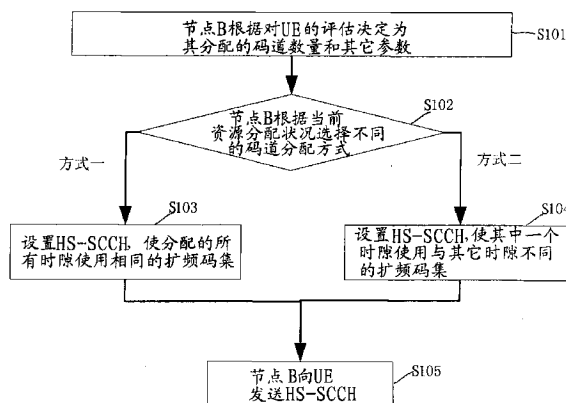 节点B根据对UE的评估决定为
其分配的码道数量和其它参数
S101
S102
节点B根据当前
资源分配状况选择不同
的码道分配方式
方式一
方式二
S103
设置HS-SCCH, 使分配的所
有时隙使用相同的扩频码集
S104
设置HS-SCCH,使其中一个
时隙使用与其它时隙不同
的扩频码集
节点B向UE
发送HS-SCCH
S105